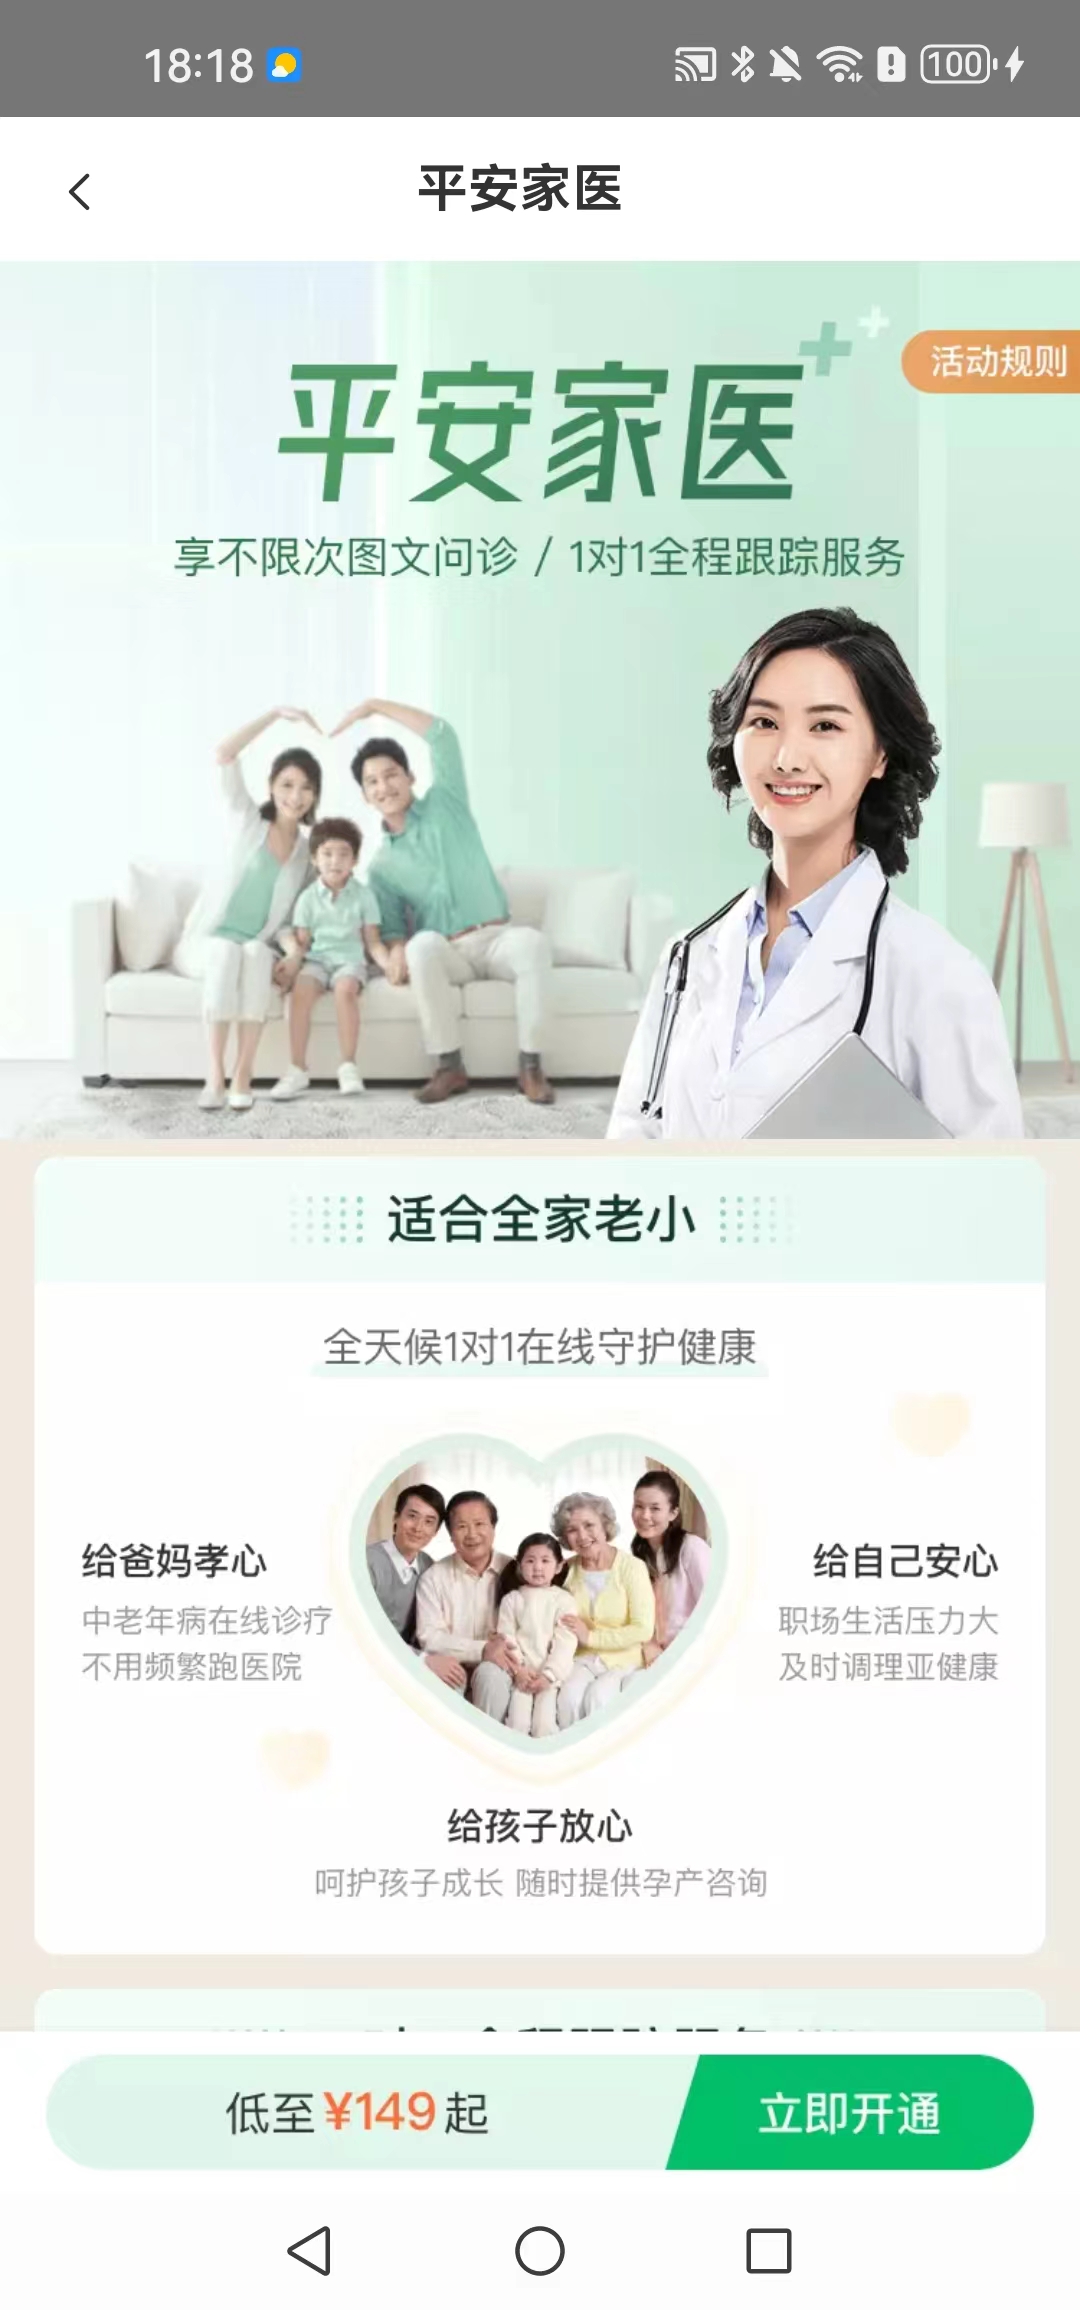 18:18
100
平安家医
活动规则
平安家医
享不限次图文问诊 / 1对1全程跟踪服务
适合全家老小
全天候1对1在线守护健康
给爸妈孝心
中老年病在线诊疗
不用频繁跑医院
给自己安心
职场生活压力大
及时调理亚健康
给孩子放心
呵护孩子成长 随时提供孕产咨询
低至¥149起
立即开通